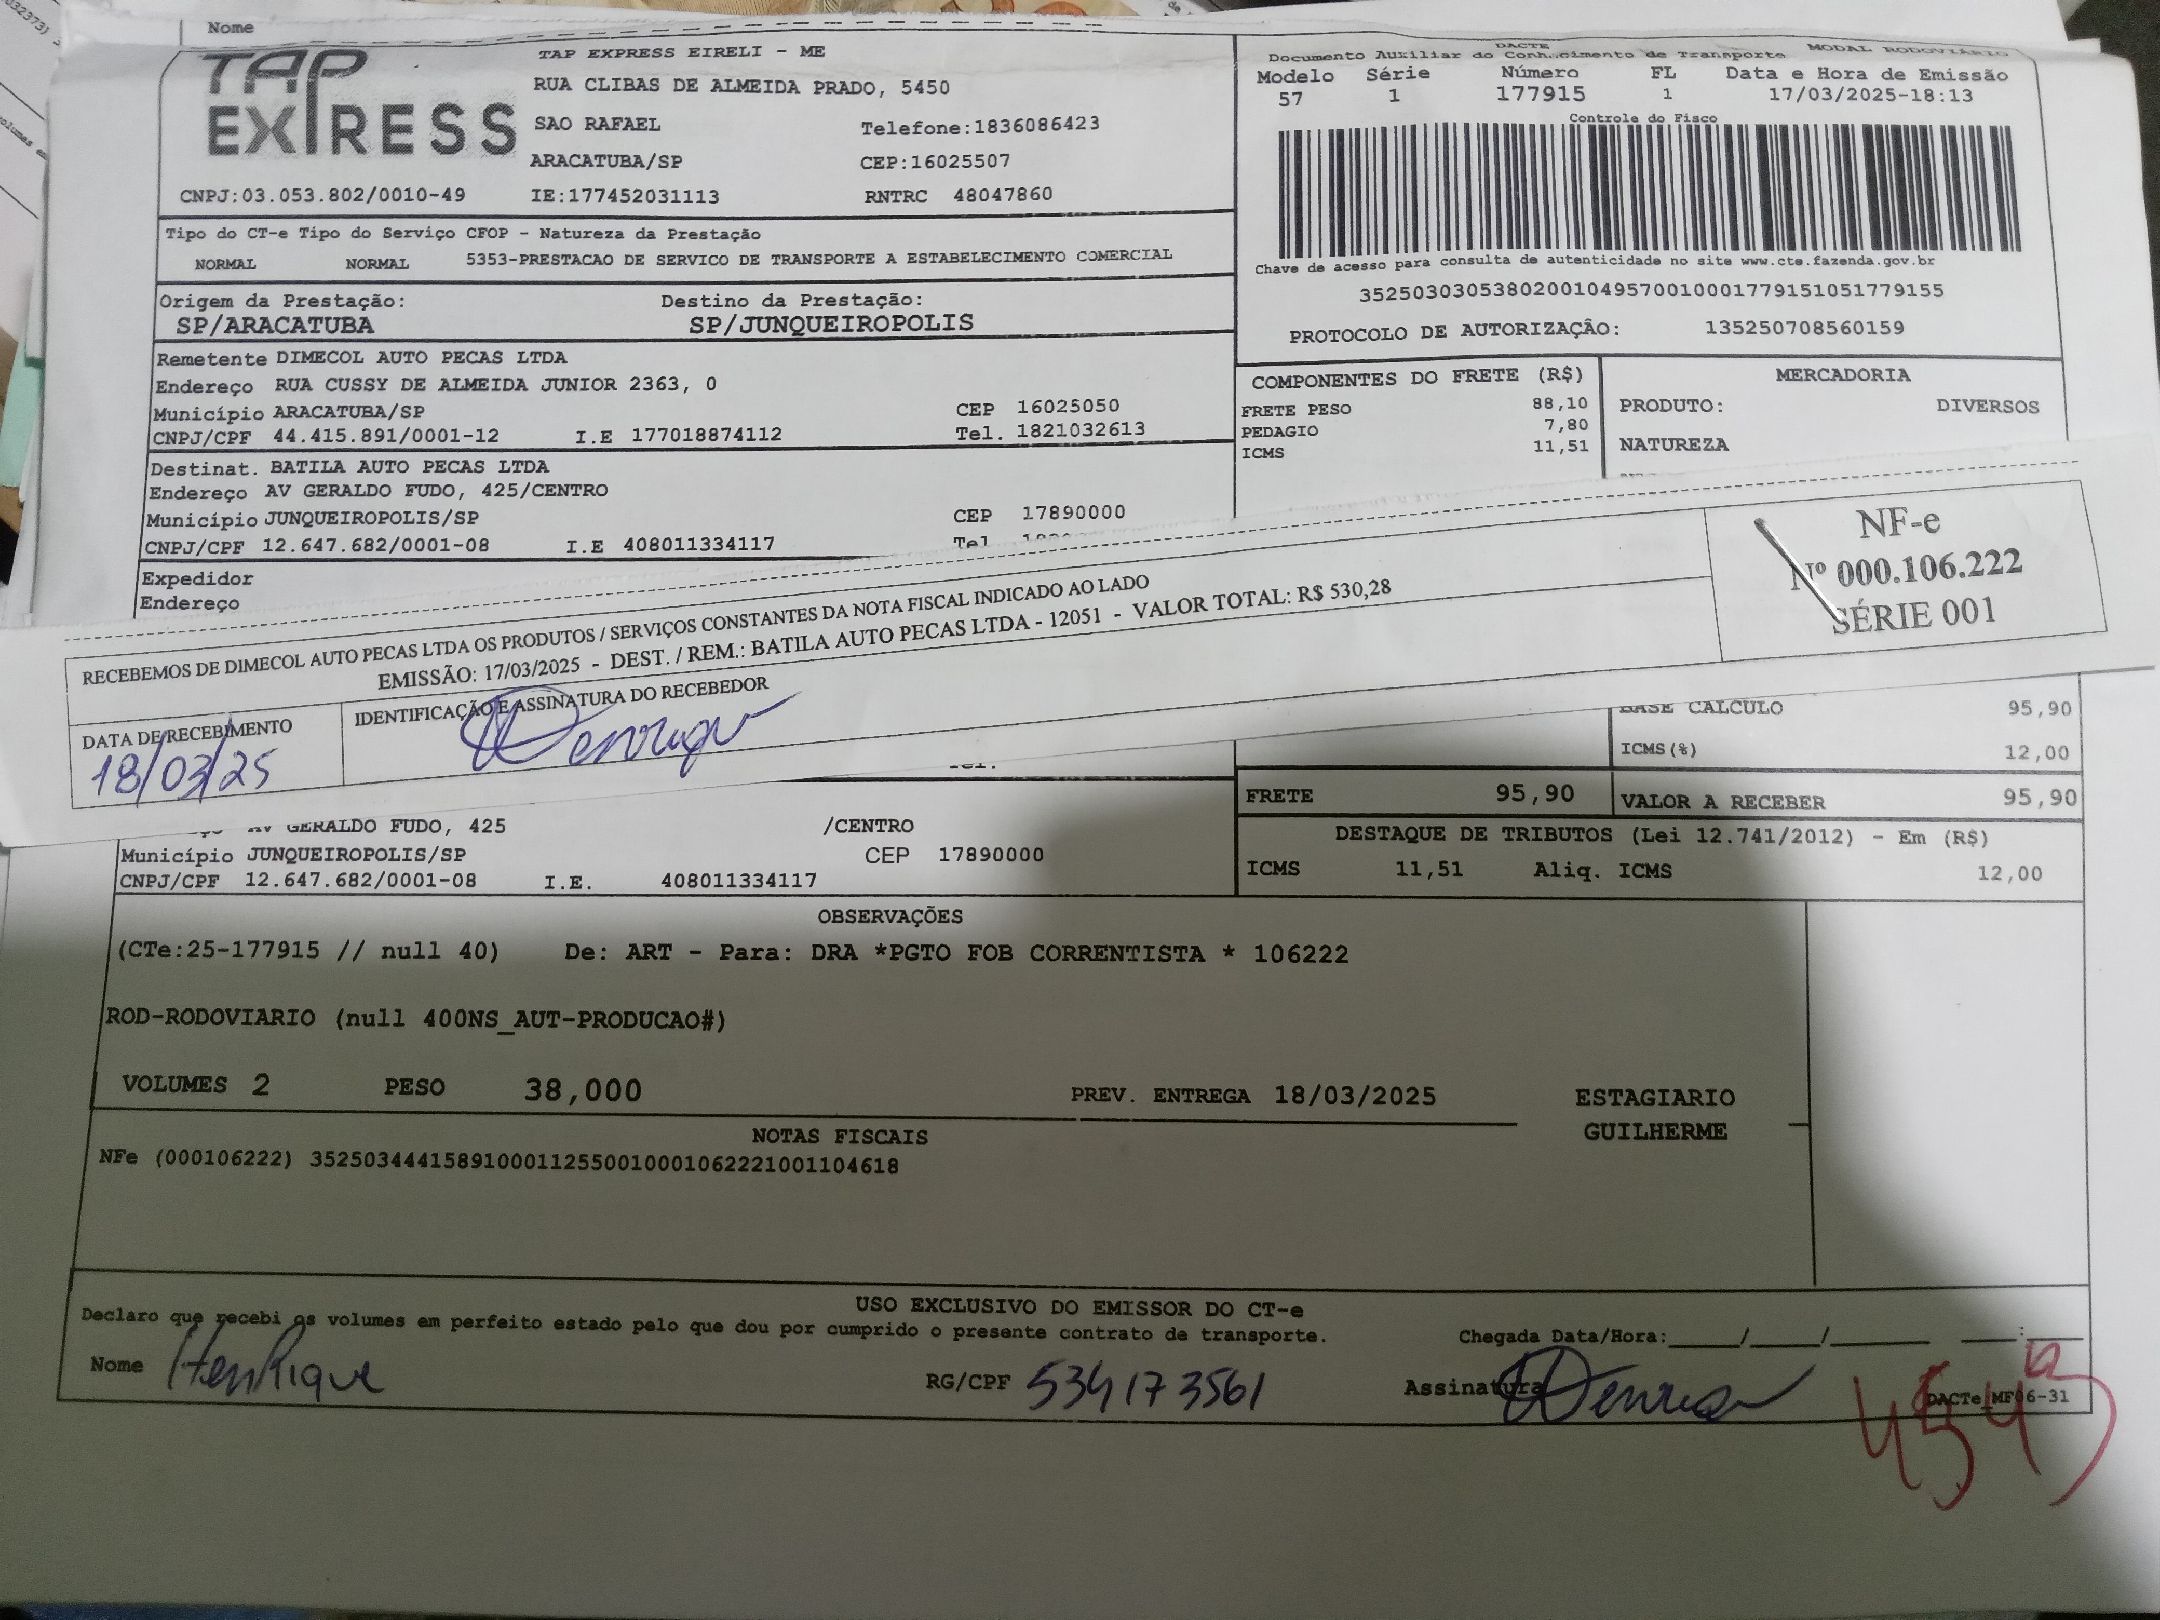 Nome
TAP EXPRESS
TAP EXPRESS EIRELI - ME
RUA CLIBAS DE ALMEIDA PRADO, 5450
SAO RAFAEL Telefone:1836086423
ARACATUBA/SP CEP:16025507
CNPJ:03.053.802/0010-49 IE:177452031113 RNTRC 48047860
DACTE MODAL RODOVIÁRIO
Documento Auxiliar do Conhecimento de Transporte
Modelo Série Número FL Data e Hora de Emissão
57 1 177915 1 17/03/2025-18:13
Controle do Fisco
Chave de acesso para consulta de autenticidade no site www.cte.fazenda.gov.br
35250303053802001049570010001779151051779155
PROTOCOLO DE AUTORIZAÇÃO: 135250708560159
Tipo do CT-e Tipo do Serviço CFOP - Natureza da Prestação
NORMAL NORMAL 5353-PRESTACAO DE SERVICO DE TRANSPORTE A ESTABELECIMENTO COMERCIAL
Origem da Prestação: Destino da Prestação:
SP/ARACATUBA SP/JUNQUEIROPOLIS
Remetente DIMECOL AUTO PECAS LTDA
Endereço RUA CUSSY DE ALMEIDA JUNIOR 2363, 0
Município ARACATUBA/SP CEP 16025050
CNPJ/CPF 44.415.891/0001-12 I.E 177018874112 Tel. 1821032613
COMPONENTES DO FRETE (R$) MERCADORIA
FRETE PESO 88,10 PRODUTO: DIVERSOS
PEDAGIO 7,80
ICMS 11,51 NATUREZA
Destinat. BATILA AUTO PECAS LTDA
Endereço AV GERALDO FUDO, 425/CENTRO
Município JUNQUEIROPOLIS/SP CEP 17890000
CNPJ/CPF 12.647.682/0001-08 I.E 408011334117 Tel
Expedidor
Endereço
RECEBEMOS DE DIMECOL AUTO PECAS LTDA OS PRODUTOS / SERVIÇOS CONSTANTES DA NOTA FISCAL INDICADO AO LADO
EMISSÃO: 17/03/2025 - DEST. / REM.: BATILA AUTO PECAS LTDA - 12051 - VALOR TOTAL: R$ 530,28
NF-e
Nº 000.106.222
SÉRIE 001
DATA DE RECEBIMENTO IDENTIFICAÇÃO E ASSINATURA DO RECEBEDOR
18/03/25 Henrique
BASE CALCULO 95,90
ICMS(%) 12,00
FRETE 95,90 VALOR A RECEBER 95,90
DESTAQUE DE TRIBUTOS (Lei 12.741/2012) - Em (R$)
ICMS 11,51 Aliq. ICMS 12,00
AV GERALDO FUDO, 425 /CENTRO
Município JUNQUEIROPOLIS/SP CEP 17890000
CNPJ/CPF 12.647.682/0001-08 I.E. 408011334117
OBSERVAÇÕES
(CTe:25-177915 // null 40) De: ART - Para: DRA *PGTO FOB CORRENTISTA * 106222
ROD-RODOVIARIO (null 400NS_AUT-PRODUCAO#)
VOLUMES 2 PESO 38,000 PREV. ENTREGA 18/03/2025 ESTAGIARIO
GUILHERME
NOTAS FISCAIS
NFe (000106222) 35250344415891000112550010001062221001104618
USO EXCLUSIVO DO EMISSOR DO CT-e
Declaro que recebi os volumes em perfeito estado pelo que dou por cumprido o presente contrato de transporte. Chegada Data/Hora:____/____/______ ____:____
Nome Henrique RG/CPF 534173561 Assinatura Henrique
DACTe_MF06-31